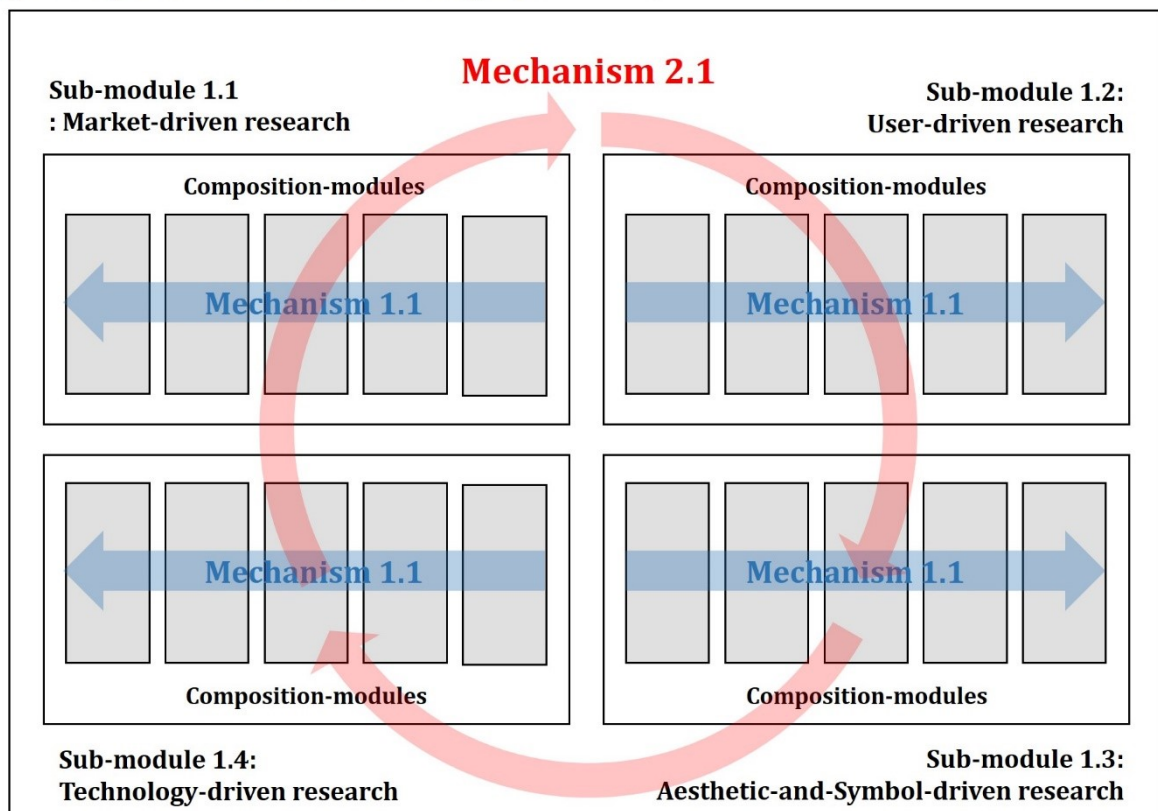 Mechanism 2.1
Sub-module 1.1
: Market-driven research
Sub-module 1.2:
User-driven research
Composition-modules
Composition-modules
Mechanism 1.1
Mechanism 1.1
Mechanism 1.1
Mechanism 1.1
Composition-modules
Composition-modules
Sub-module 1.4:
Technology-driven research
Sub-module 1.3:
Aesthetic-and-Symbol-driven research